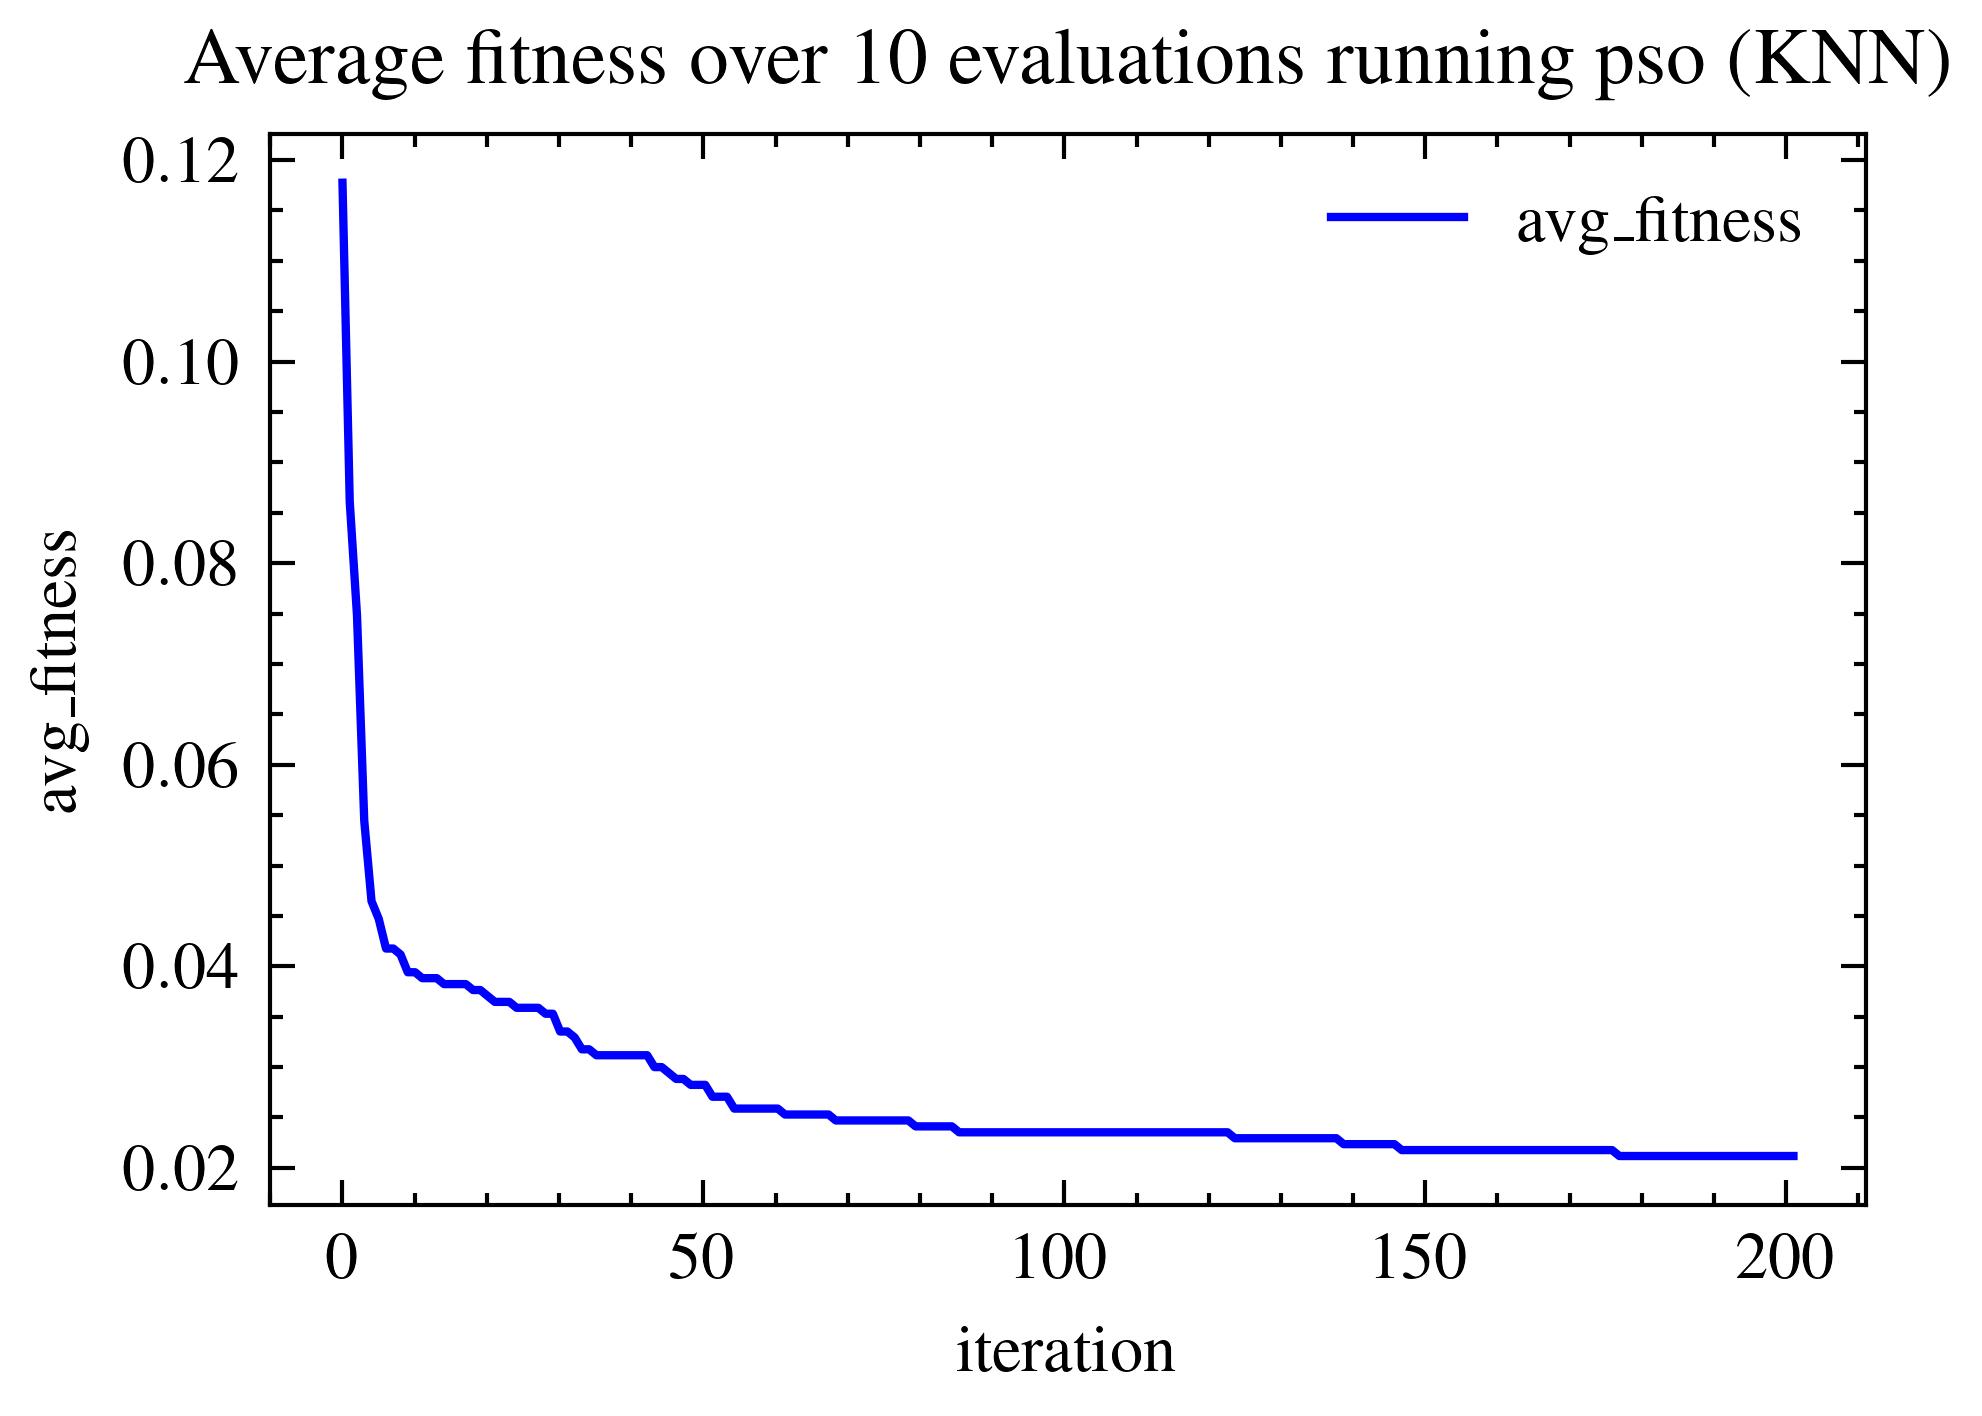 Average fitness over 10 evaluations running pso (KNN)
avg_fitness
0.12
0.10
0.08
0.06
0.04
0.02
avg_fitness
0 50 100 150 200
iteration